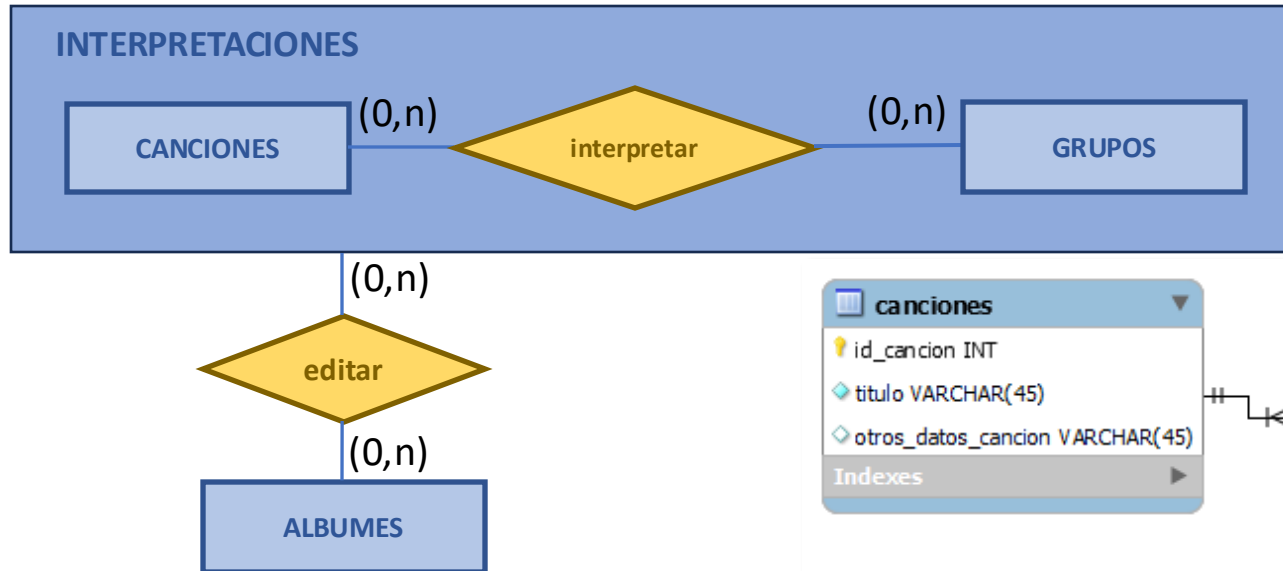 INTERPRETACIONES
(0,n)
(0,n)
CANCIONES
interpretar
GRUPOS
(0,n)
editar
(0,n)
ALBUMES
canciones
id_cancion INT
titulo VARCHAR(45)
otros_datos_cancion VARCHAR(45)
Indexes